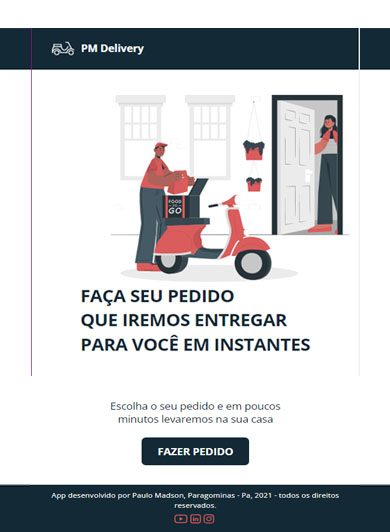 PM Delivery
FOOD
TO
GO
FAÇA SEU PEDIDO
QUE IREMOS ENTREGAR
PARA VOCÊ EM INSTANTES
Escolha o seu pedido e em poucos
minutos levaremos na sua casa
FAZER PEDIDO
App desenvolvido por Paulo Madson, Paragominas - Pa, 2021 - todos os direitos
reservados.